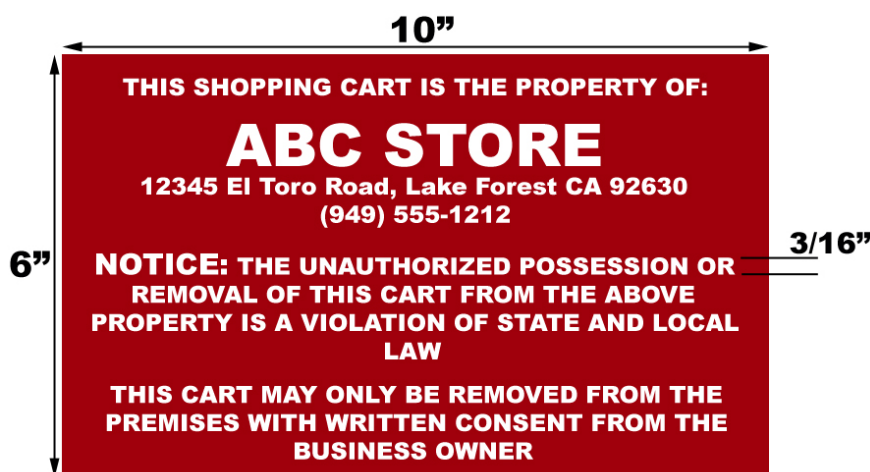 10”
THIS SHOPPING CART IS THE PROPERTY OF:
ABC STORE
12345 El Toro Road, Lake Forest CA 92630
(949) 555-1212
3/16”
6”
NOTICE: THE UNAUTHORIZED POSSESSION OR
REMOVAL OF THIS CART FROM THE ABOVE
PROPERTY IS A VIOLATION OF STATE AND LOCAL
LAW
THIS CART MAY ONLY BE REMOVED FROM THE
PREMISES WITH WRITTEN CONSENT FROM THE
BUSINESS OWNER